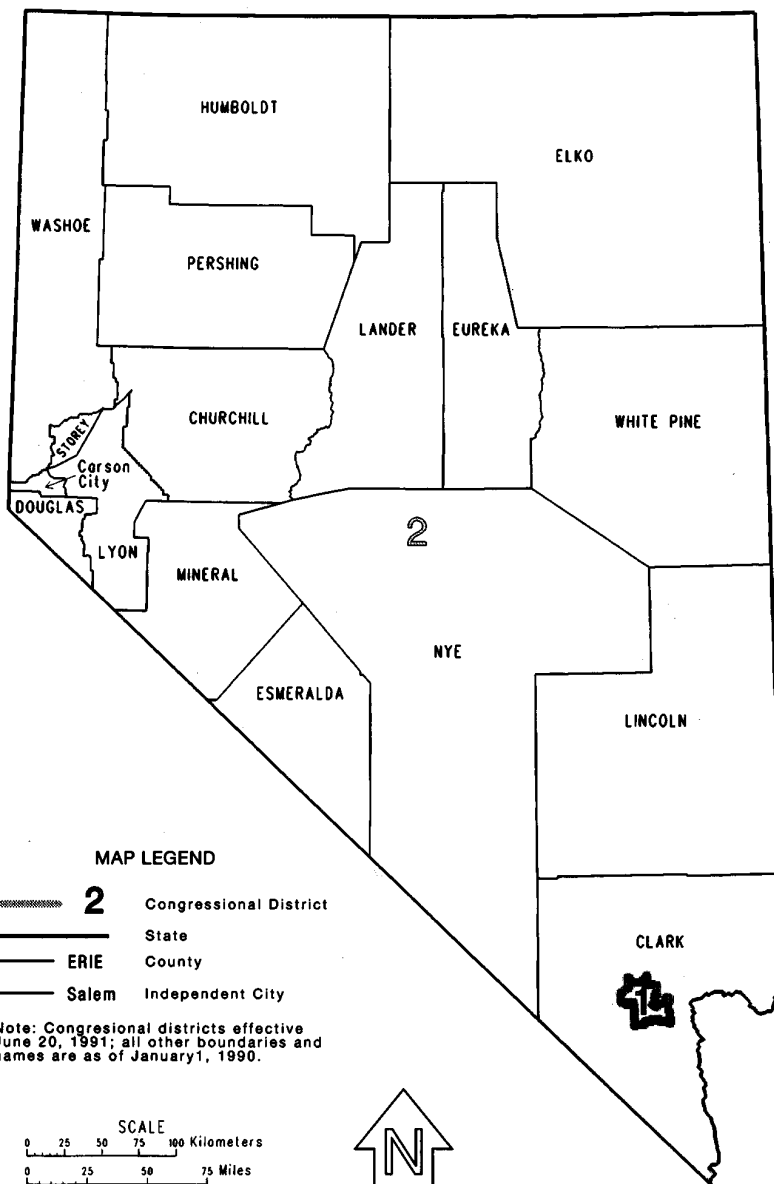 HUMBOLDT
ELKO
WASHOE
PERSHING
LANDER
EUREKA
CHURCHILL
WHITE PINE
STOREY
Carson
City
DOUGLAS
LYON
2
MINERAL
NYE
ESMERALDA
LINCOLN
CLARK
1
MAP LEGEND
2 Congressional District
State
ERIE County
Salem Independent City
Note: Congresional districts effective
June 20, 1991; all other boundaries and
names are as of January1, 1990.
SCALE
0 25 50 75 100 Kilometers
0 25 50 75 Miles
N